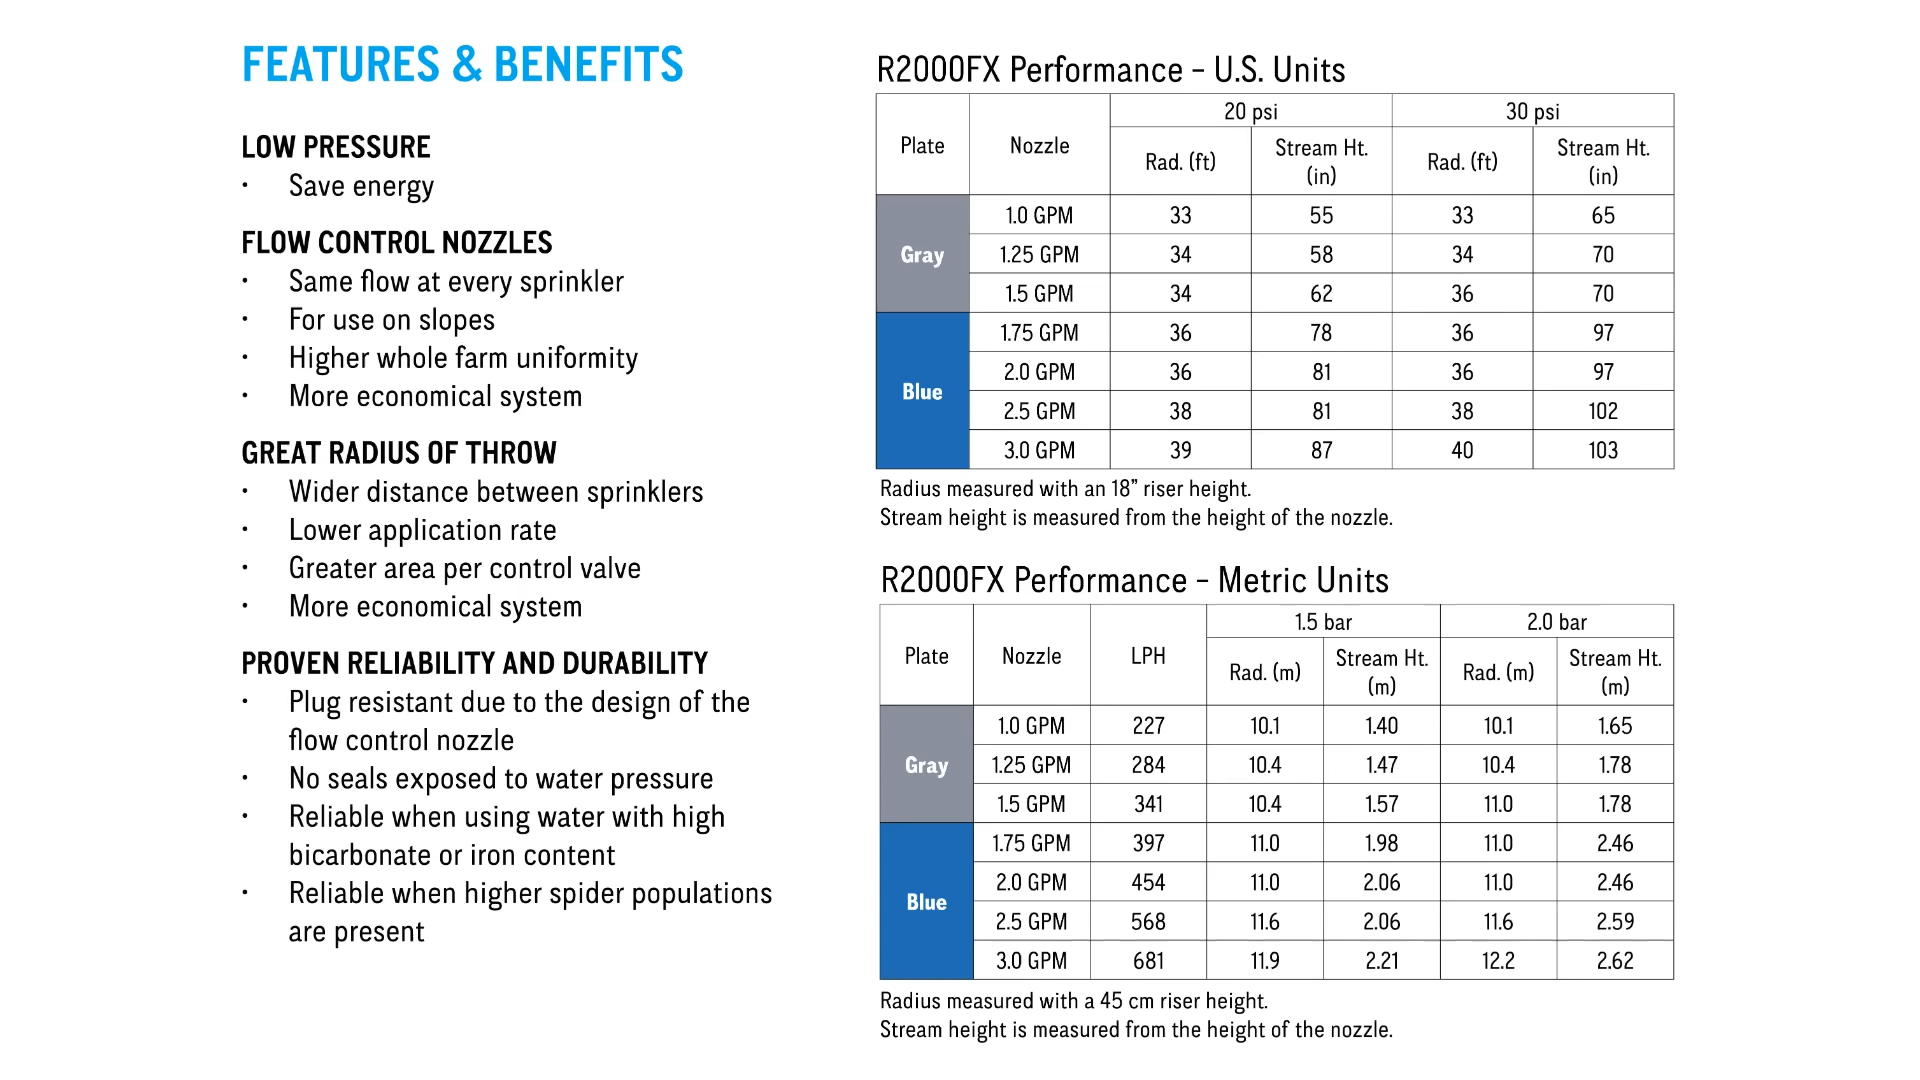 FEATURES & BENEFITS
LOW PRESSURE
• Save energy
FLOW CONTROL NOZZLES
• Same flow at every sprinkler
• For use on slopes
• Higher whole farm uniformity
• More economical system
GREAT RADIUS OF THROW
• Wider distance between sprinklers
• Lower application rate
• Greater area per control valve
• More economical system
PROVEN RELIABILITY AND DURABILITY
• Plug resistant due to the design of the
flow control nozzle
• No seals exposed to water pressure
• Reliable when using water with high
bicarbonate or iron content
• Reliable when higher spider populations
are present
R2000FX Performance – U.S. Units
20 psi 30 psi
Plate Nozzle Rad. (ft) Stream Ht. (in) Rad. (ft) Stream Ht. (in)
Gray
1.0 GPM 33 55 33 65
1.25 GPM 34 58 34 70
1.5 GPM 34 62 36 70
Blue
1.75 GPM 36 78 36 97
2.0 GPM 36 81 36 97
2.5 GPM 38 81 38 102
3.0 GPM 39 87 40 103
Radius measured with an 18” riser height.
Stream height is measured from the height of the nozzle.
R2000FX Performance – Metric Units
1.5 bar 2.0 bar
Plate Nozzle LPH Rad. (m) Stream Ht. (m) Rad. (m) Stream Ht. (m)
Gray
1.0 GPM 227 10.1 1.40 10.1 1.65
1.25 GPM 284 10.4 1.47 10.4 1.78
1.5 GPM 341 10.4 1.57 11.0 1.78
Blue
1.75 GPM 397 11.0 1.98 11.0 2.46
2.0 GPM 454 11.0 2.06 11.0 2.46
2.5 GPM 568 11.6 2.06 11.6 2.59
3.0 GPM 681 11.9 2.21 12.2 2.62
Radius measured with a 45 cm riser height.
Stream height is measured from the height of the nozzle.